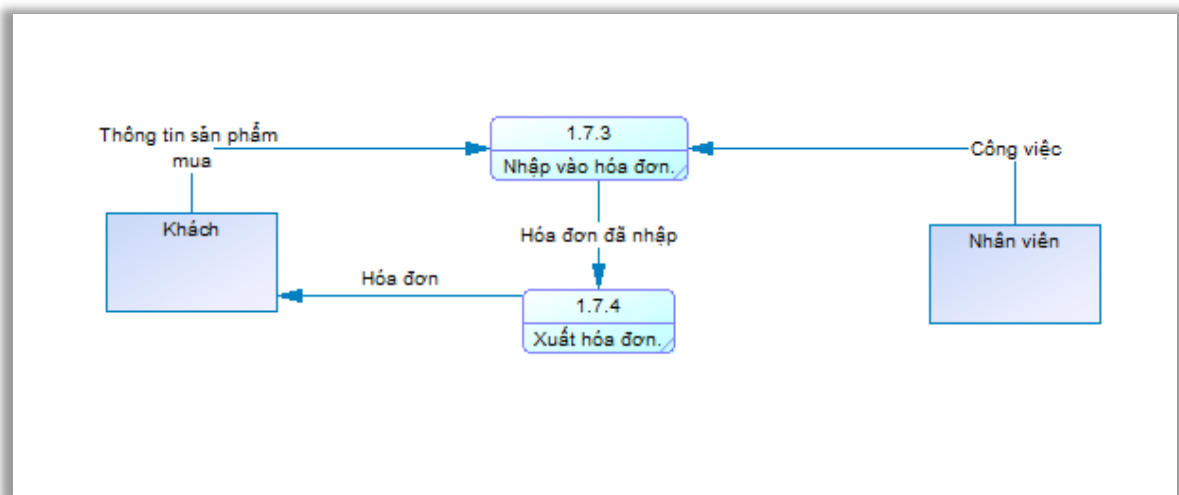 Thông tin sản phẩm
mua
1.7.3
Nhập vào hóa đơn.
Công việc
Khách
Hóa đơn đã nhập
Nhân viên
Hóa đơn
1.7.4
Xuất hóa đơn.